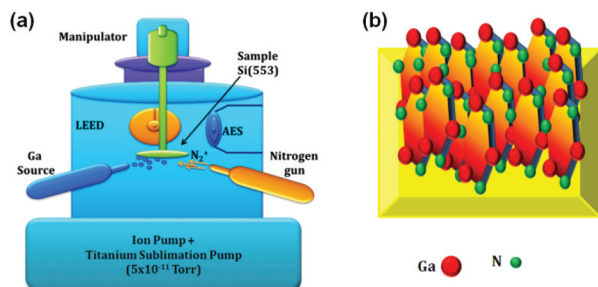 (a)
Manipulator
Sample
Si(553)
LEED
AES
N₂⁺
Ga
Source
Nitrogen
gun
Ion Pump +
Titanium Sublimation Pump
(5x10⁻¹¹ Torr)
(b)
Ga
N